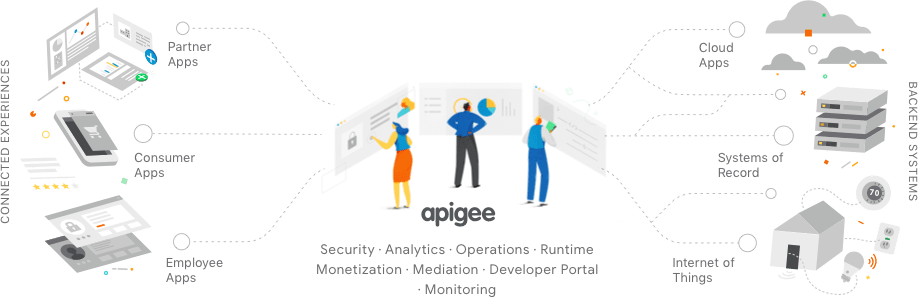 CONNECTED EXPERIENCES
Partner
Apps
Consumer
Apps
Employee
Apps
apigee
Security · Analytics · Operations · Runtime
Monetization · Mediation · Developer Portal
· Monitoring
Cloud
Apps
Systems of
Record
Internet of
Things
70
BACKEND SYSTEMS